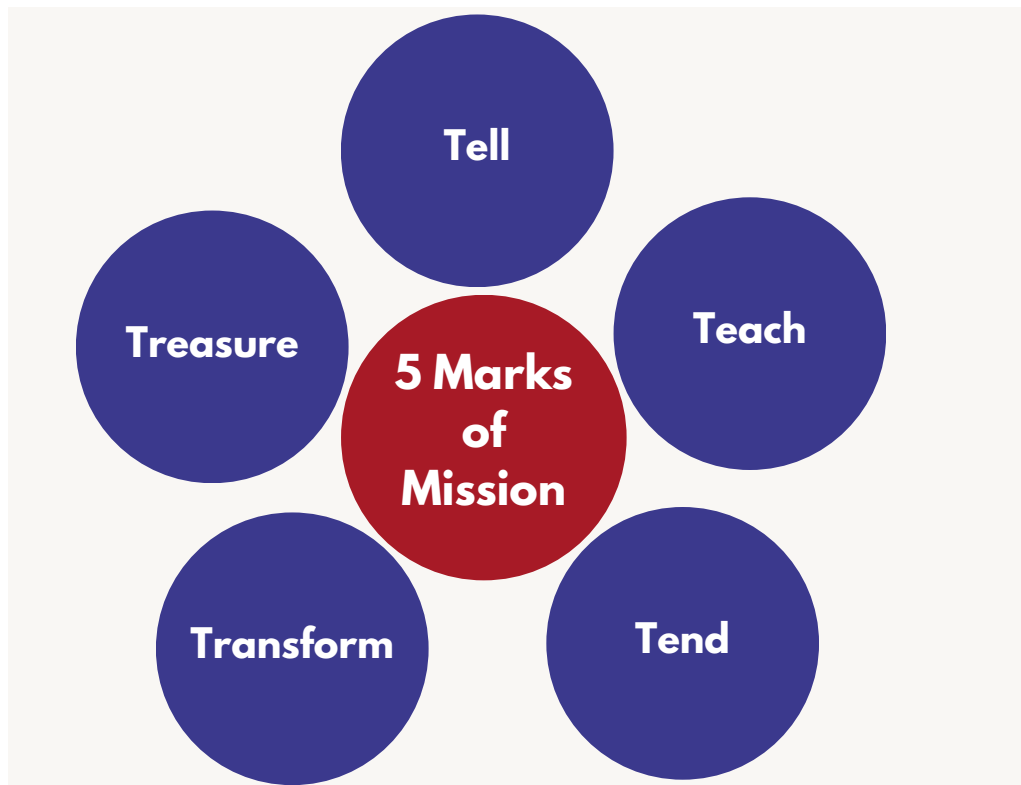 Tell
Teach
Treasure
5 Marks
of
Mission
Tend
Transform